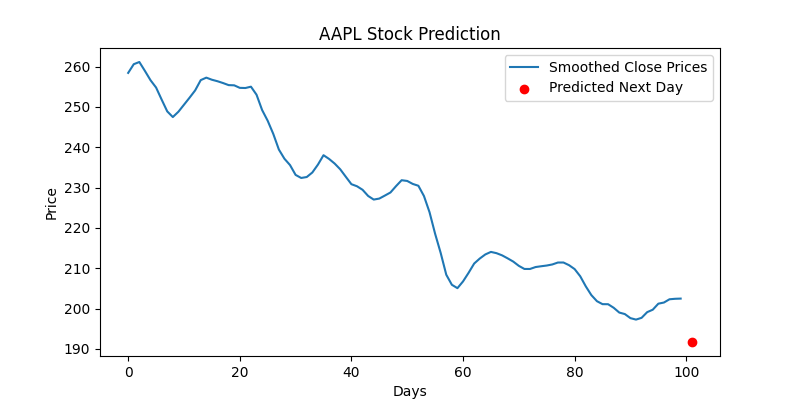 AAPL Stock Prediction
Smoothed Close Prices
Predicted Next Day
260
250
240
230
220
210
200
190
Price
0 20 40 60 80 100
Days